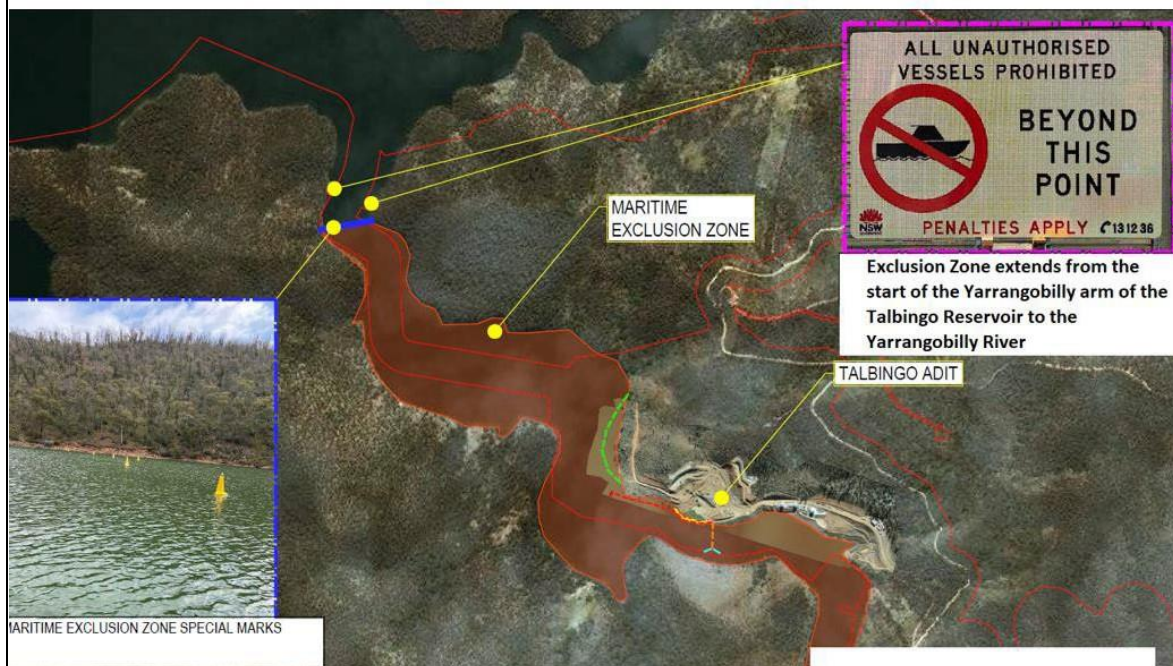 ALL UNAUTHORISED
VESSELS PROHIBITED
BEYOND
THIS
POINT
NSW
PENALTIES APPLY 131236
Exclusion Zone extends from the
start of the Yarrangobilly arm of the
Talbingo Reservoir to the
Yarrangobilly River
MARITIME
EXCLUSION ZONE
TALBINGO ADIT
MARITIME EXCLUSION ZONE SPECIAL MARKS